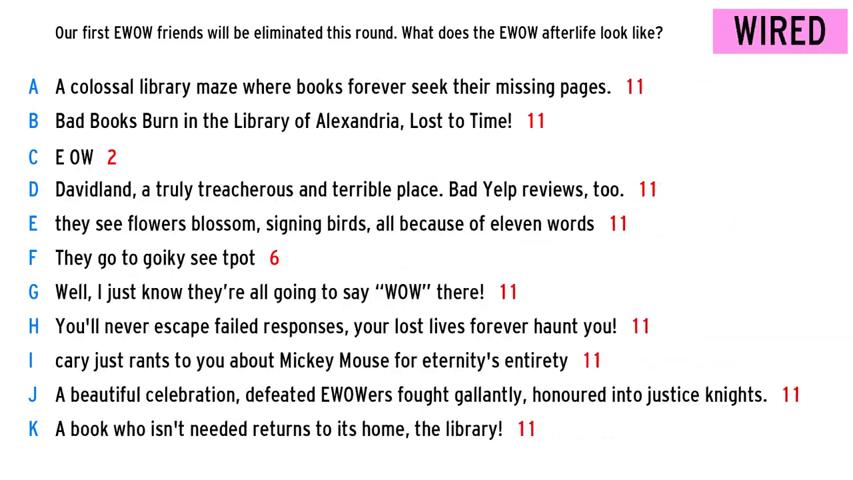 Our first EWOW friends will be eliminated this round. What does the EWOW afterlife look like?
WIRED
A A colossal library maze where books forever seek their missing pages. 11
B Bad Books Burn in the Library of Alexandria, Lost to Time! 11
C E OW 2
D Davidland, a truly treacherous and terrible place. Bad Yelp reviews, too. 11
E they see flowers blossom, signing birds, all because of eleven words 11
F They go to goiky see tpot 6
G Well, I just know they’re all going to say “WOW” there! 11
H You'll never escape failed responses, your lost lives forever haunt you! 11
I cary just rants to you about Mickey Mouse for eternity's entirety 11
J A beautiful celebration, defeated EWOWers fought gallantly, honoured into justice knights. 11
K A book who isn't needed returns to its home, the library! 11